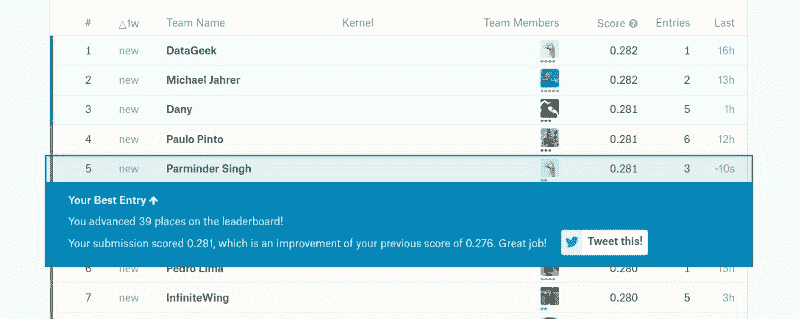 # △1w Team Name Kernel Team Members Score Entries Last
1 new DataGeek 0.282 1 16h
2 new Michael Jahrer 0.282 2 13h
3 new Dany 0.281 5 1h
4 new Paulo Pinto 0.281 6 12h
5 new Parminder Singh 0.281 3 -10s
Your Best Entry ↑
You advanced 39 places on the leaderboard!
Your submission scored 0.281, which is an improvement of your previous score of 0.276. Great job! Tweet this!
6 new Pedro Lima 0.280 1 13h
7 new InfiniteWing 0.280 5 3h